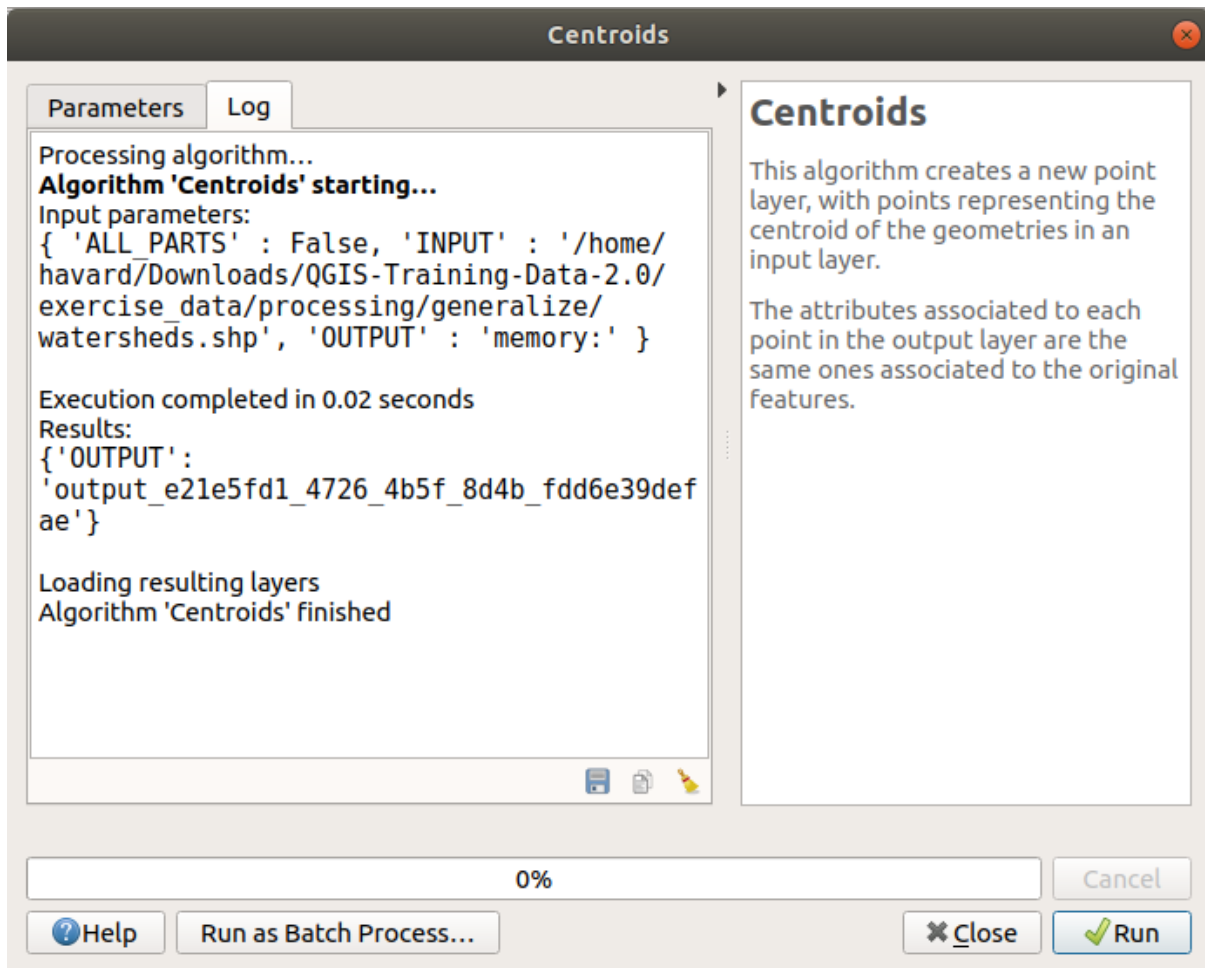 Centroids
Parameters
Log
Processing algorithm…
Algorithm 'Centroids' starting…
Input parameters:
{ 'ALL_PARTS' : False, 'INPUT' : '/home/
havard/Downloads/QGIS-Training-Data-2.0/
exercise_data/processing/generalize/
watersheds.shp', 'OUTPUT' : 'memory:' }
Execution completed in 0.02 seconds
Results:
{'OUTPUT':
'output_e21e5fd1_4726_4b5f_8d4b_fdd6e39def
ae'}
Loading resulting layers
Algorithm 'Centroids' finished
Centroids
This algorithm creates a new point
layer, with points representing the
centroid of the geometries in an
input layer.
The attributes associated to each
point in the output layer are the
same ones associated to the original
features.
0%
Cancel
Help
Run as Batch Process…
Close
Run